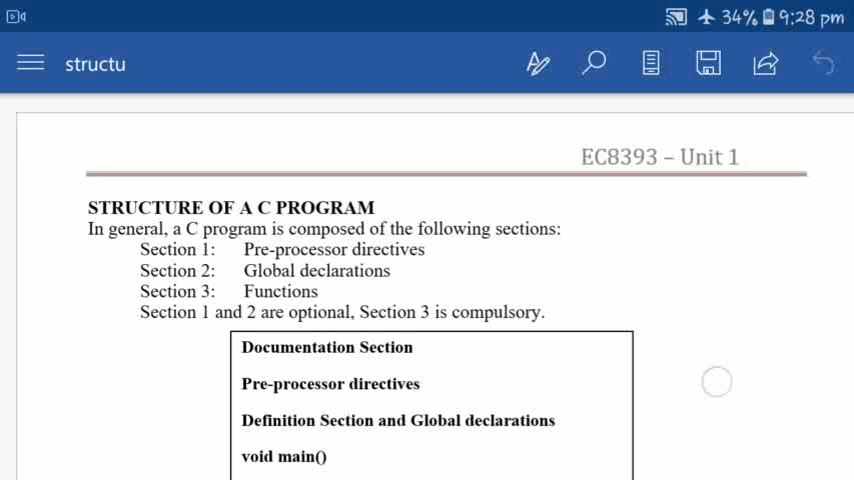 34% 9:28 pm
structu
EC8393 – Unit 1
STRUCTURE OF A C PROGRAM
In general, a C program is composed of the following sections:
Section 1: Pre-processor directives
Section 2: Global declarations
Section 3: Functions
Section 1 and 2 are optional, Section 3 is compulsory.
Documentation Section
Pre-processor directives
Definition Section and Global declarations
void main()